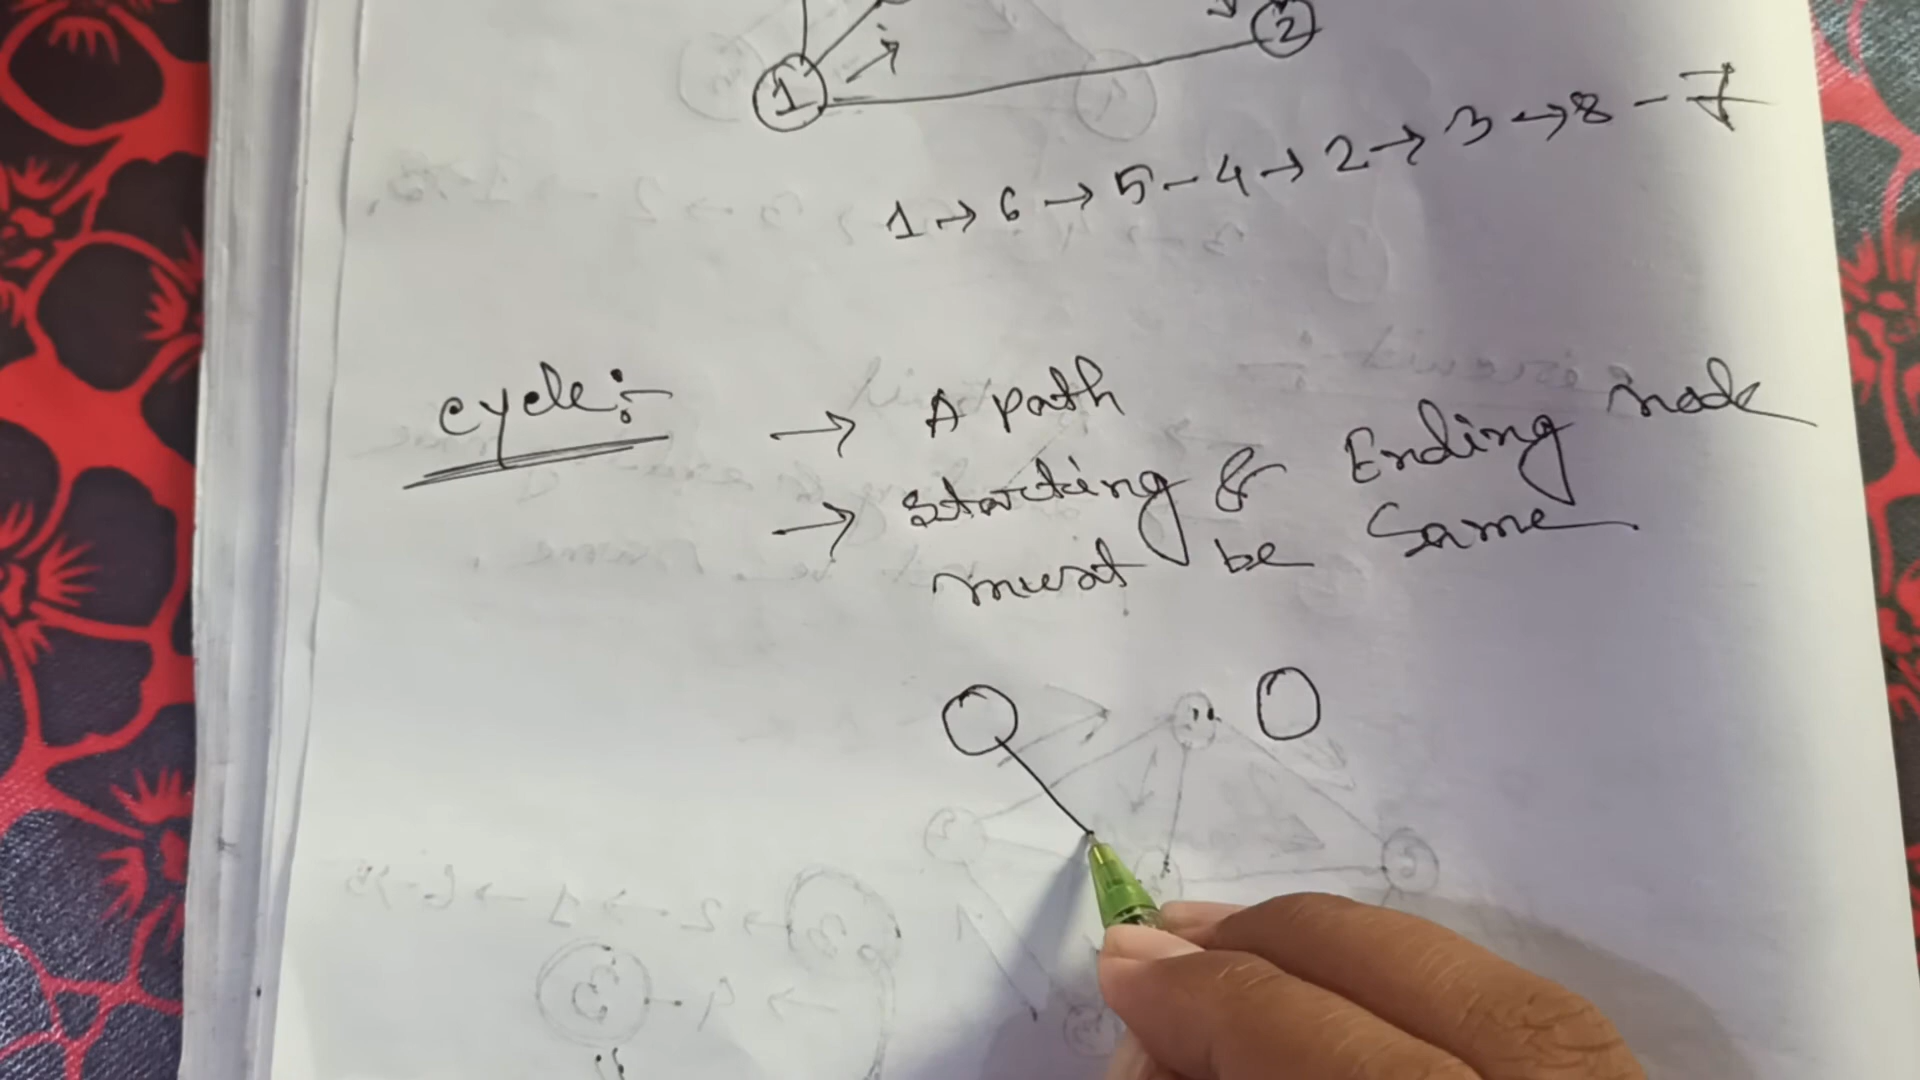 1
2
1 → 6 → 5 – 4 → 2 → 3 → 8 – 7
cycle:-
→ A path
→ starting & Ending node
must be same